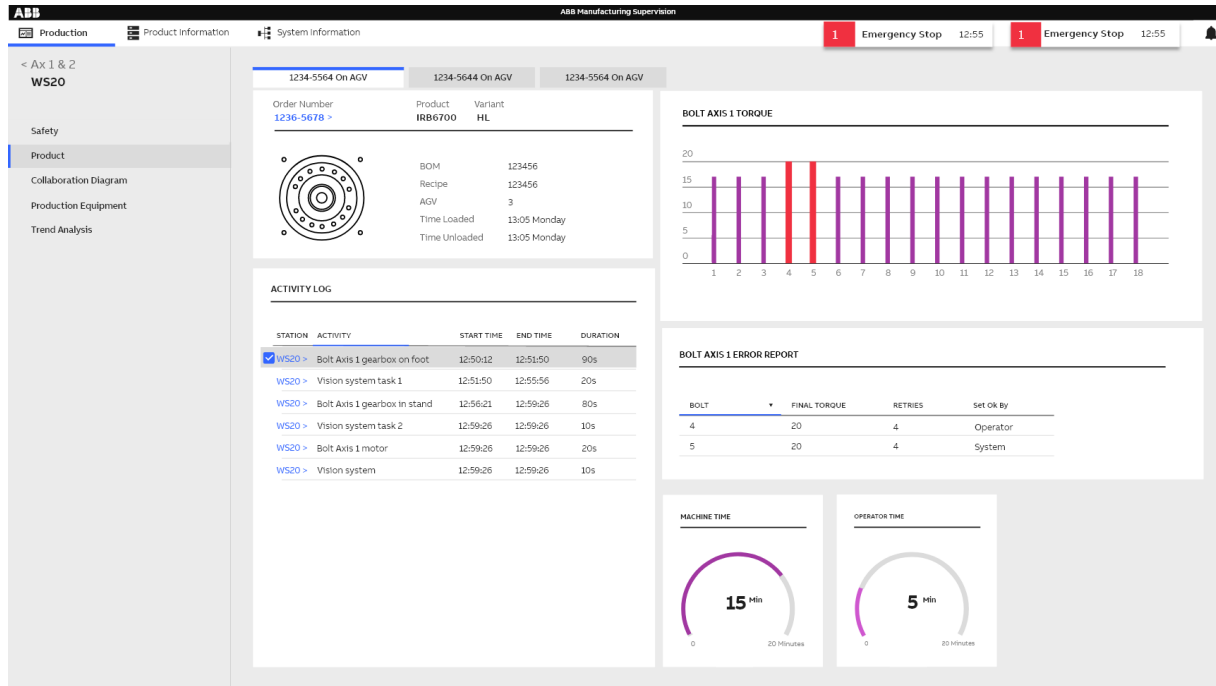 ABB
ABB Manufacturing Supervision
Production
Product Information
System Information
1 Emergency Stop 12:55
1 Emergency Stop 12:55
< Ax 1 & 2
WS20
Safety
Product
Collaboration Diagram
Production Equipment
Trend Analysis
1234-5564 On AGV
1234-5644 On AGV
1234-5564 On AGV
Order Number Product Variant
1236-5678 > IRB6700 HL
BOM 123456
Recipe 123456
AGV 3
Time Loaded 13:05 Monday
Time Unloaded 13:05 Monday
ACTIVITY LOG
STATION ACTIVITY START TIME END TIME DURATION
WS20 > Bolt Axis 1 gearbox on foot 12:50:12 12:51:50 90s
WS20 > Vision system task 1 12:51:50 12:55:56 20s
WS20 > Bolt Axis 1 gearbox in stand 12:56:21 12:59:26 80s
WS20 > Vision system task 2 12:59:26 12:59:26 10s
WS20 > Bolt Axis 1 motor 12:59:26 12:59:26 20s
WS20 > Vision system 12:59:26 12:59:26 10s
BOLT AXIS 1 TORQUE
20
15
10
5
0
1 2 3 4 5 6 7 8 9 10 11 12 13 14 15 16 17 18
BOLT AXIS 1 ERROR REPORT
BOLT FINAL TORQUE RETRIES Set Ok By
4 20 4 Operator
5 20 4 System
MACHINE TIME
15 Min
0 20 Minutes
OPERATOR TIME
5 Min
0 20 Minutes